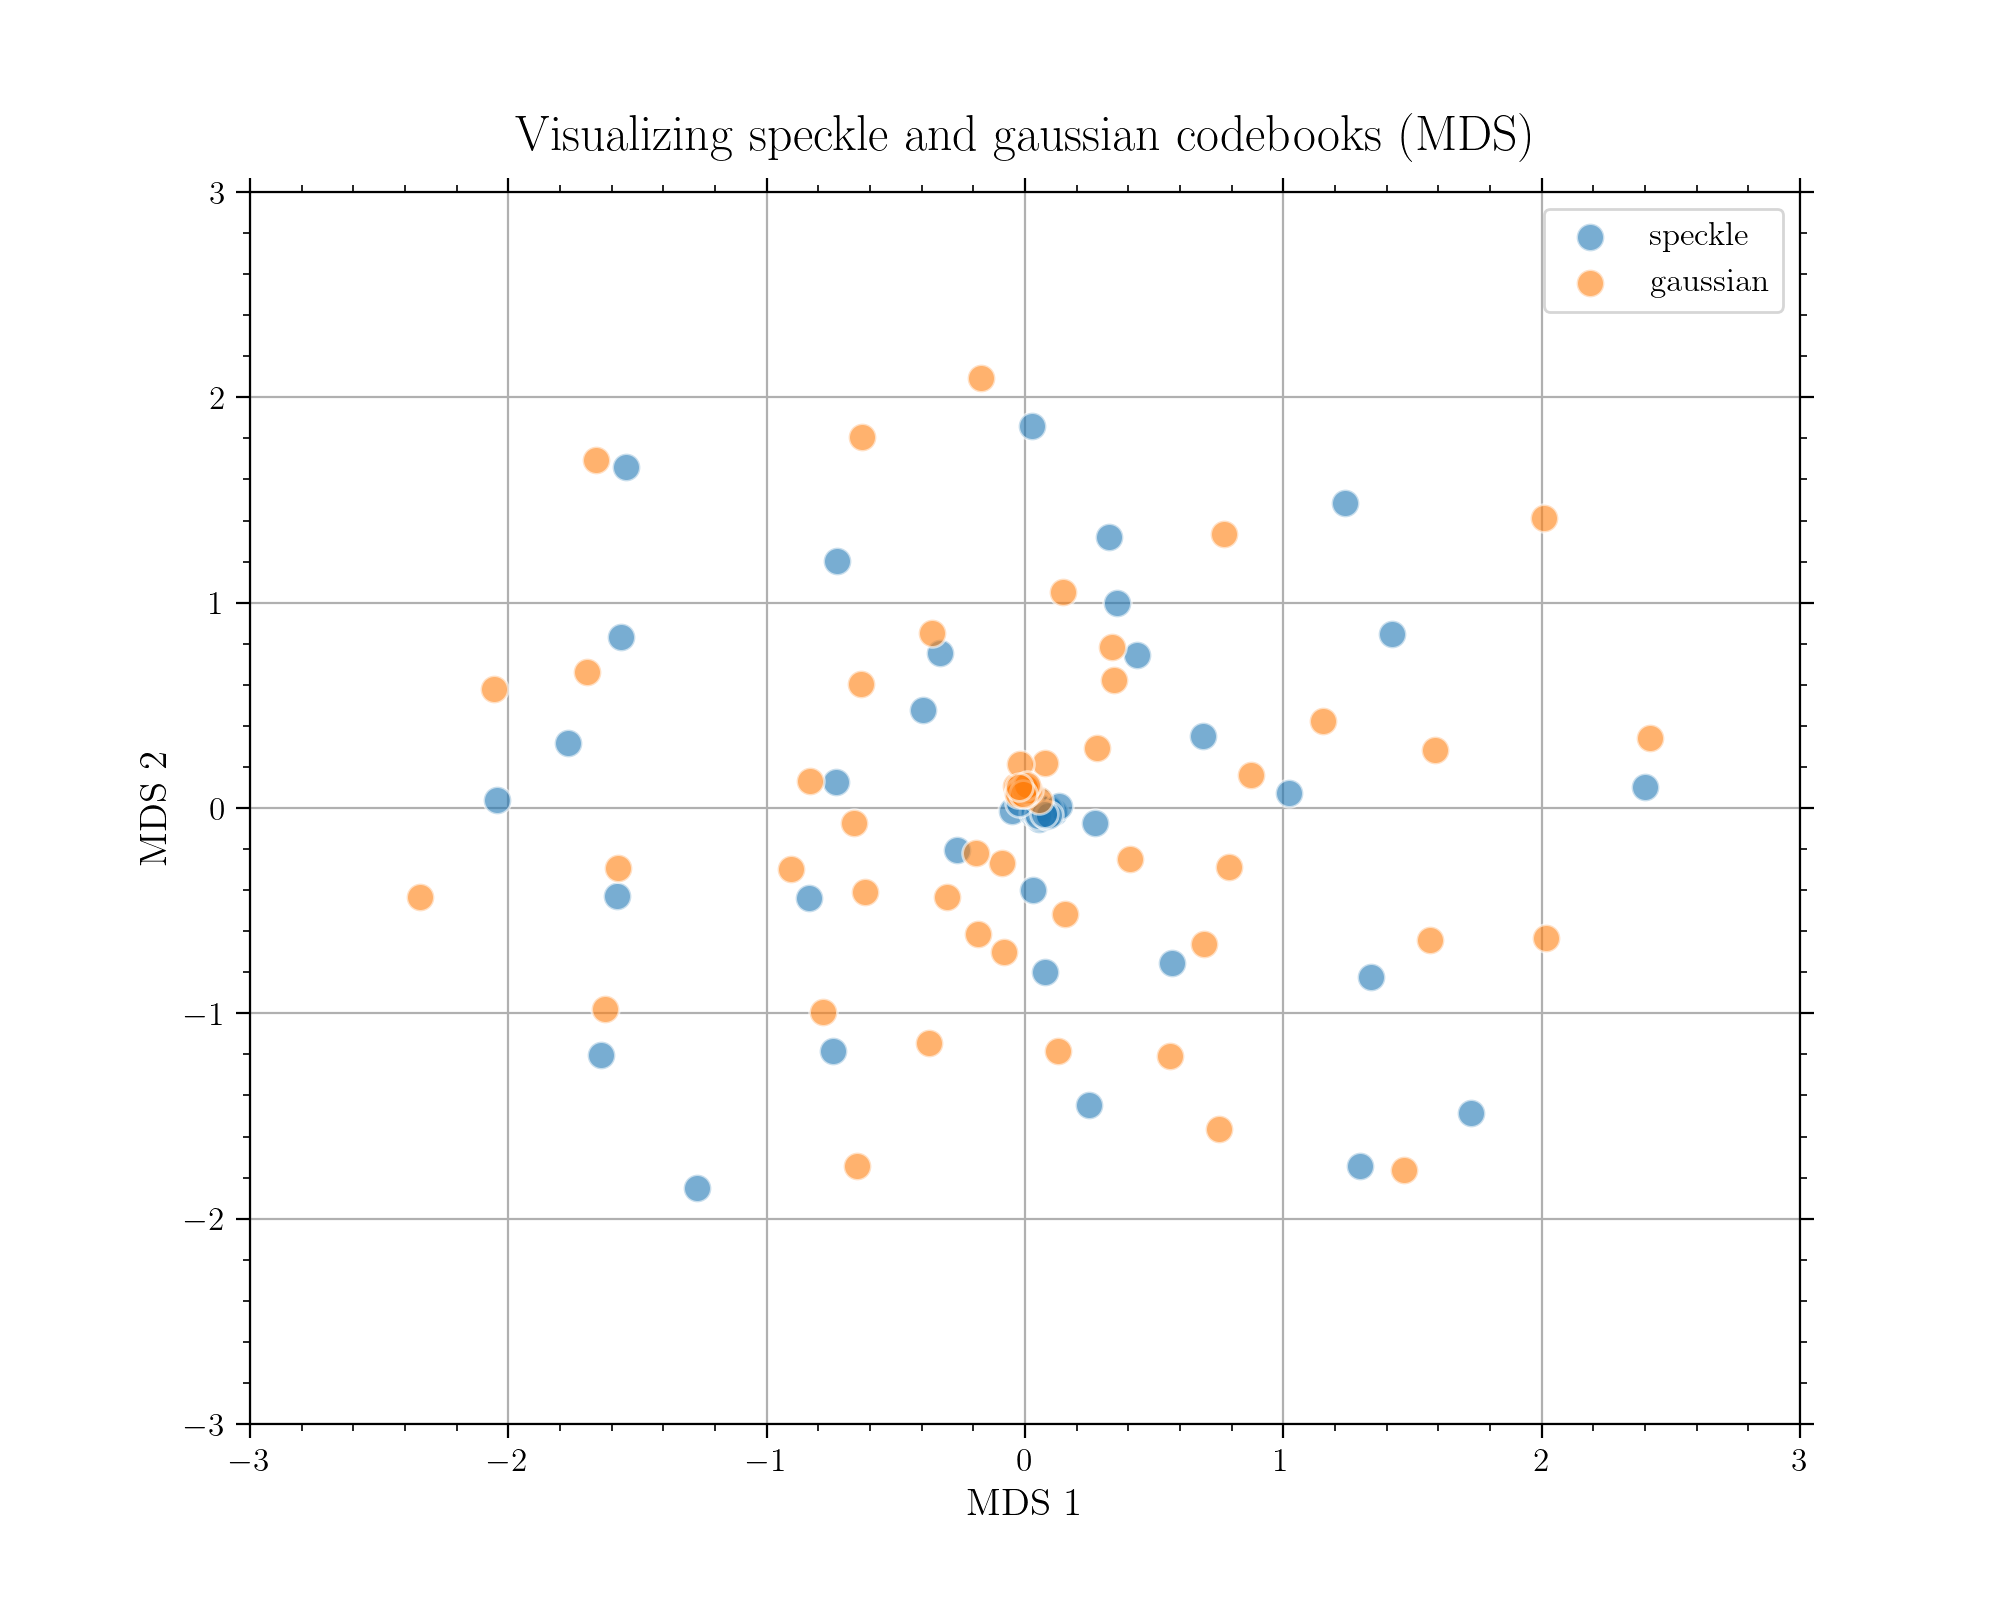 Visualizing speckle and gaussian codebooks (MDS)
3
2
1
0
−1
−2
−3
MDS 2
speckle
gaussian
−3 −2 −1 0 1 2 3
MDS 1